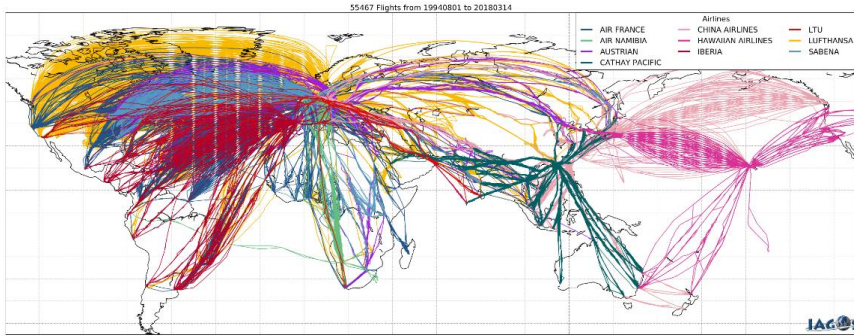 55467 Flights from 19940801 to 20180314
Airlines
AIR FRANCE
AIR NAMIBIA
AUSTRIAN
CATHAY PACIFIC
CHINA AIRLINES
HAWAIIAN AIRLINES
IBERIA
LTU
LUFTHANSA
SABENA
IAGOS